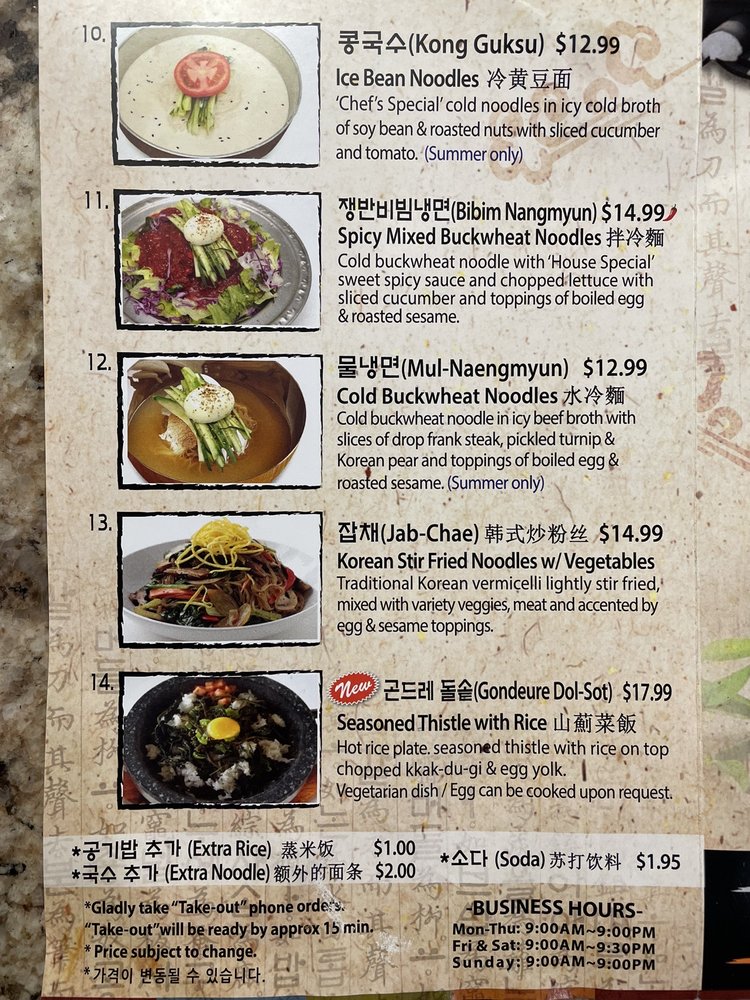 10.
콩국수(Kong Guksu) $12.99
Ice Bean Noodles 冷黄豆面
'Chef's Special' cold noodles in icy cold broth
of soy bean & roasted nuts with sliced cucumber
and tomato. (Summer only)
11.
쟁반비빔냉면(Bibim Nangmyun) $14.99
Spicy Mixed Buckwheat Noodles 拌冷麵
Cold buckwheat noodle with 'House Special'
sweet spicy sauce and chopped lettuce with
sliced cucumber and toppings of boiled egg
& roasted sesame.
12.
물냉면(Mul-Naengmyun) $12.99
Cold Buckwheat Noodles 水冷麵
Cold buckwheat noodle in icy beef broth with
slices of drop frank steak, pickled turnip &
Korean pear and toppings of boiled egg &
roasted sesame. (Summer only)
13.
잡채(Jab-Chae) 韩式炒粉丝 $14.99
Korean Stir Fried Noodles w/ Vegetables
Traditional Korean vermicelli lightly stir fried,
mixed with variety veggies, meat and accented by
egg & sesame toppings.
14.
New 곤드레 돌솥(Gondeure Dol-Sot) $17.99
Seasoned Thistle with Rice 山薊菜飯
Hot rice plate. seasoned thistle with rice on top
chopped kkak-du-gi & egg yolk.
Vegetarian dish / Egg can be cooked upon request.
*공기밥 추가 (Extra Rice) 蒸米饭 $1.00
*국수 추가 (Extra Noodle) 额外的面条 $2.00
*소다 (Soda) 苏打饮料 $1.95
*Gladly take "Take-out" phone orders.
"Take-out" will be ready by approx 15 min.
* Price subject to change.
* 가격이 변동될 수 있습니다.
-BUSINESS HOURS-
Mon-Thu: 9:00AM~9:00PM
Fri & Sat: 9:00AM~9:30PM
Sunday: 9:00AM~9:00PM